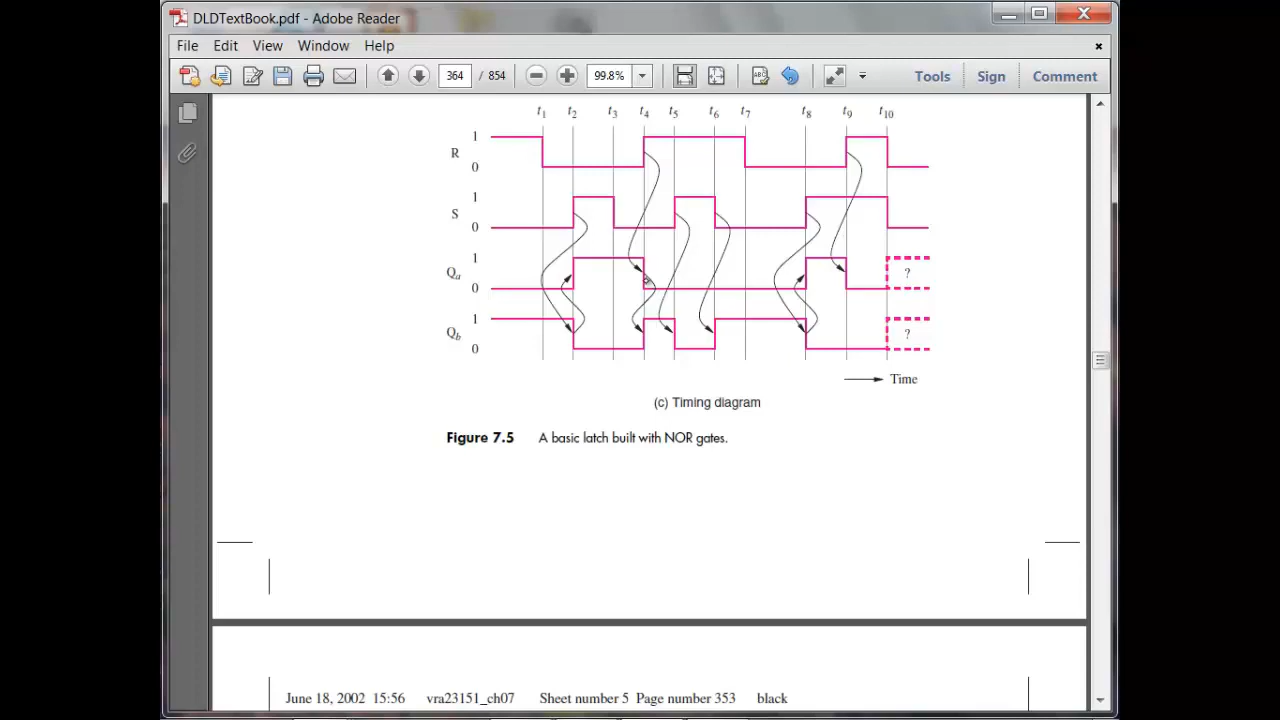 DLDTextBook.pdf - Adobe Reader
File Edit View Window Help
364 / 854 99.8% Tools Sign Comment
t1 t2 t3 t4 t5 t6 t7 t8 t9 t10
1
R
0
1
S
0
1
Qa ?
0
1
Qb ?
0
Time
(c) Timing diagram
Figure 7.5 A basic latch built with NOR gates.
June 18, 2002 15:56 vra23151_ch07 Sheet number 5 Page number 353 black